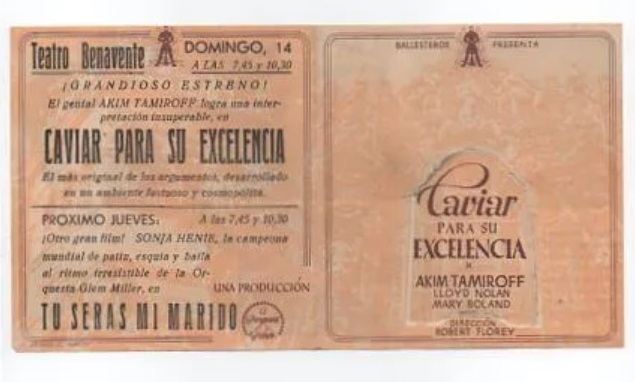 Teatro Benavente
DOMINGO, 14
A LAS 7,45 y 10,30
¡GRANDIOSO ESTRENO!
El genial AKIM TAMIROFF logra una inter-
pretación insuperable, en
CAVIAR PARA SU EXCELENCIA
El más original de los argumentos, desarrollado
en un ambiente fastuoso y cosmopolita.
PROXIMO JUEVES:
A las 7,45 y 10,30
¡Otro gran film! SONJA HENIE, la campeona
mundial de patín, esquía y baila
al ritmo irresistible de la Or-
questa Glem Miller, en
TU SERAS MI MARIDO
UNA PRODUCCIÓN
BALLESTEROS PRESENTA
Caviar
PARA SU
EXCELENCIA
AKIM TAMIROFF
LLOYD NOLAN
MARY BOLAND
DIRECCIÓN
ROBERT FLOREY